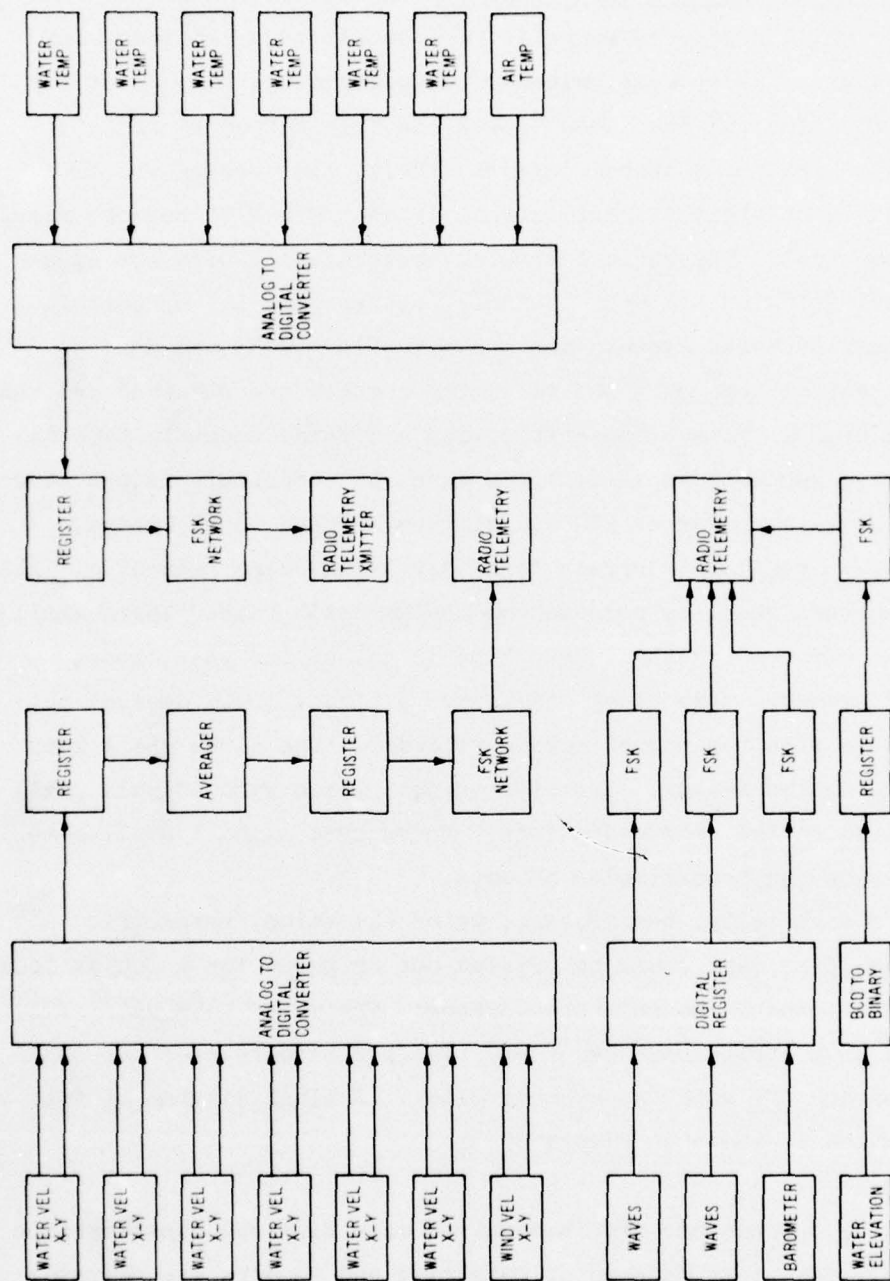 WATER VEL
X-Y
WATER VEL
X-Y
WATER VEL
X-Y
WATER VEL
X-Y
WATER VEL
X-Y
WATER VEL
X-Y
WIND VEL
X-Y
ANALOG TO
DIGITAL
CONVERTER
REGISTER
AVERAGER
REGISTER
FSK
NETWORK
RADIO
TELEMETRY
REGISTER
FSK
NETWORK
RADIO
TELEMETRY
XMITTER
ANALOG TO
DIGITAL
CONVERTER
WATER
TEMP
WATER
TEMP
WATER
TEMP
WATER
TEMP
WATER
TEMP
WATER
TEMP
AIR
TEMP
WAVES
WAVES
BAROMETER
DIGITAL
REGISTER
FSK
FSK
FSK
RADIO
TELEMETRY
WATER
ELEVATION
BCD TO
BINARY
REGISTER
FSK